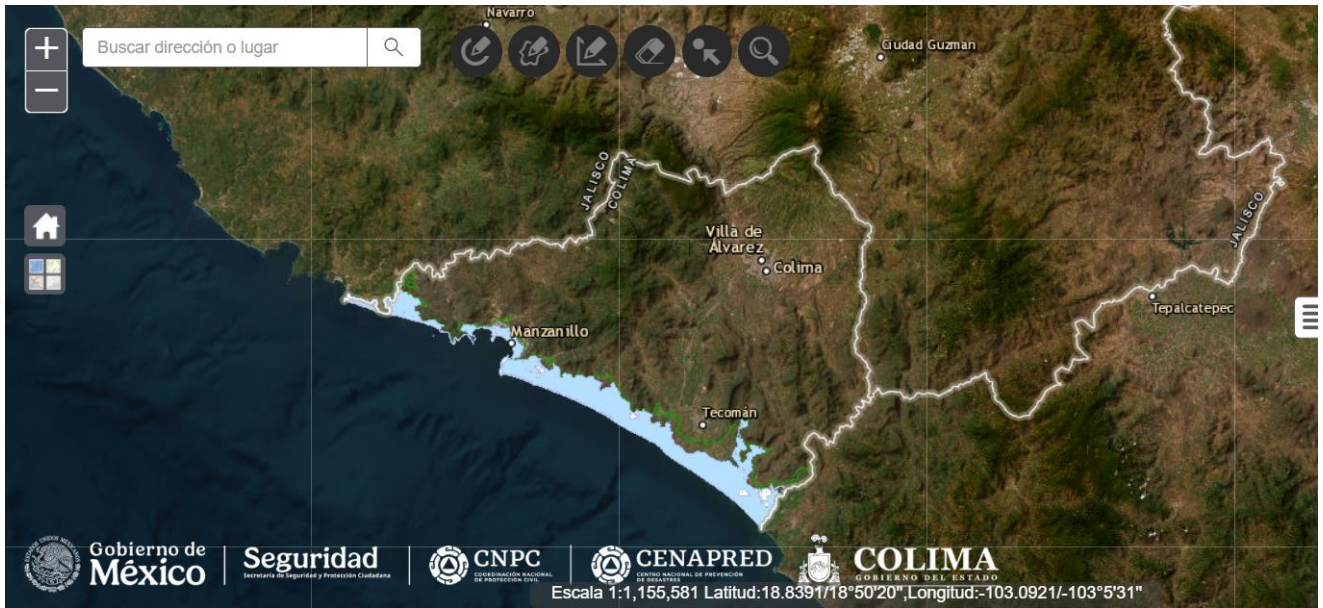 Navarro
Buscar dirección o lugar
Ciudad Guzman
JALISCO
COLIMA
JALISCO
Villa de
Álvarez
Colima
Tepalcatepec
Manzanillo
Tecomán
Gobierno de
México
Seguridad
Secretaría de Seguridad y Protección Ciudadana
CNPC
COORDINACIÓN NACIONAL
DE PROTECCIÓN CIVIL
CENAPRED
CENTRO NACIONAL DE PREVENCIÓN
DE DESASTRES
COLIMA
GOBIERNO DEL ESTADO
Escala 1:1,155,581 Latitud:18.8391/18°50'20",Longitud:-103.0921/-103°5'31"